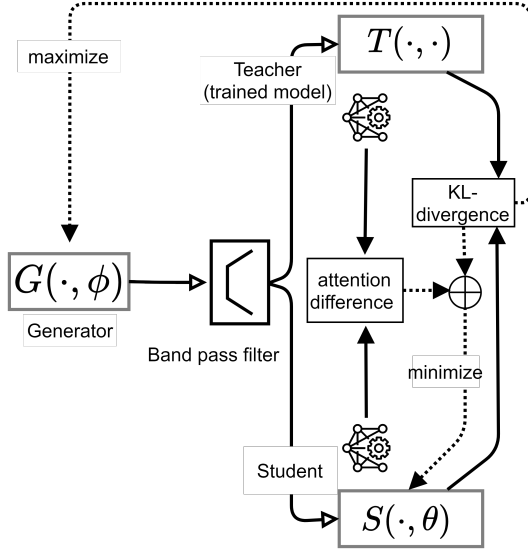 maximize
T(·,·)
Teacher
(trained model)
KL-
divergence
G(·,ϕ)
Generator
attention
difference
Band pass filter
minimize
Student
S(·,θ)